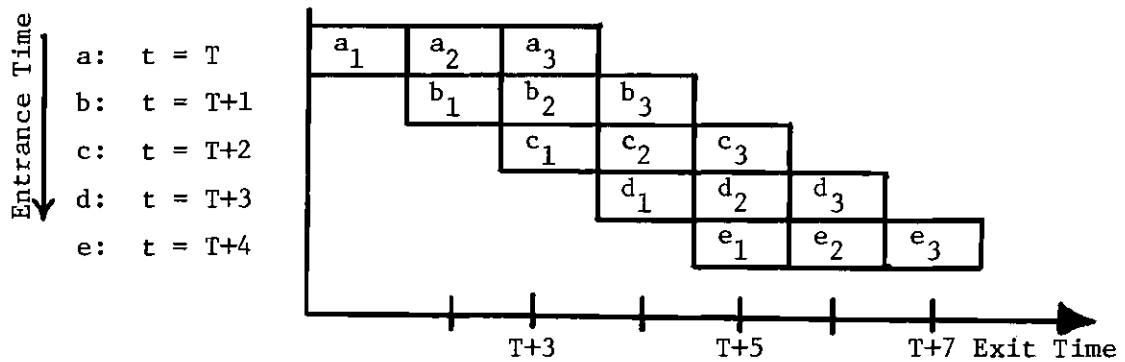 Entrance Time
a: t = T
b: t = T+1
c: t = T+2
d: t = T+3
e: t = T+4
a1 a2 a3
b1 b2 b3
c1 c2 c3
d1 d2 d3
e1 e2 e3
T+3 T+5 T+7 Exit Time